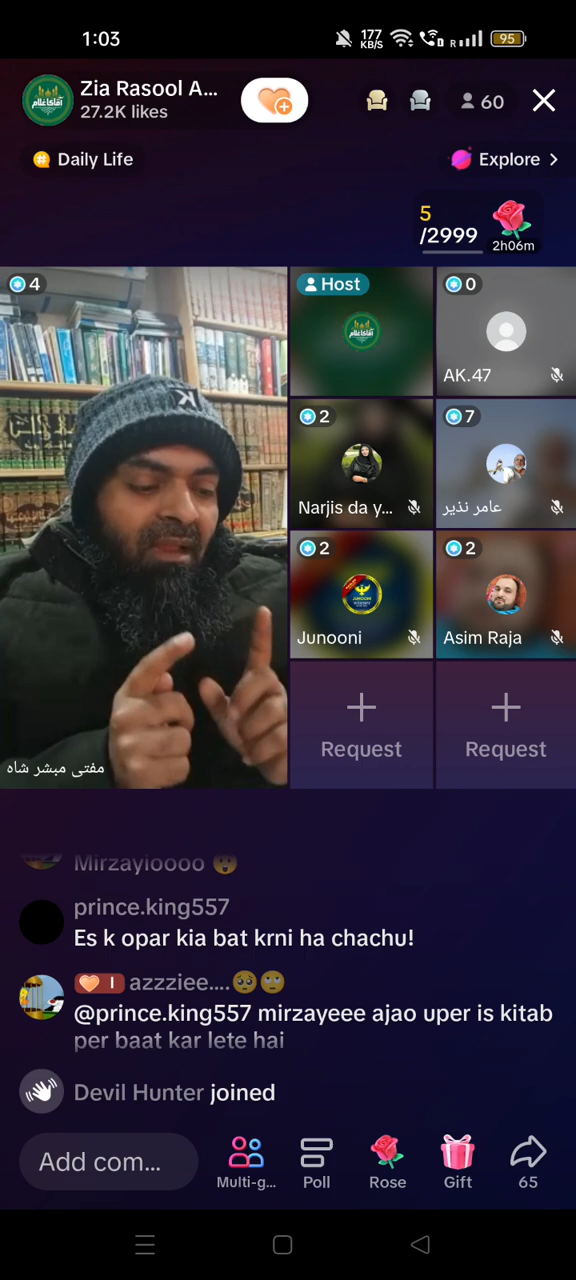 1:03
177
KB/S
R
95
Zia Rasool A...
27.2K likes
60
Daily Life
Explore >
5
/2999
2h06m
4
Host
0
AK.47
2
Narjis da y...
7
عامر نذیر
2
JUNOONI
Junooni
2
Asim Raja
K
مفتی مبشر شاہ
Request
Request
Mirzayioooo 😲
prince.king557
Es k opar kia bat krni ha chachu!
I azzziee....🥺🙄
@prince.king557 mirzayeee ajao uper is kitab
per baat kar lete hai
Devil Hunter joined
Add com...
Multi-g...
Poll
Rose
Gift
65